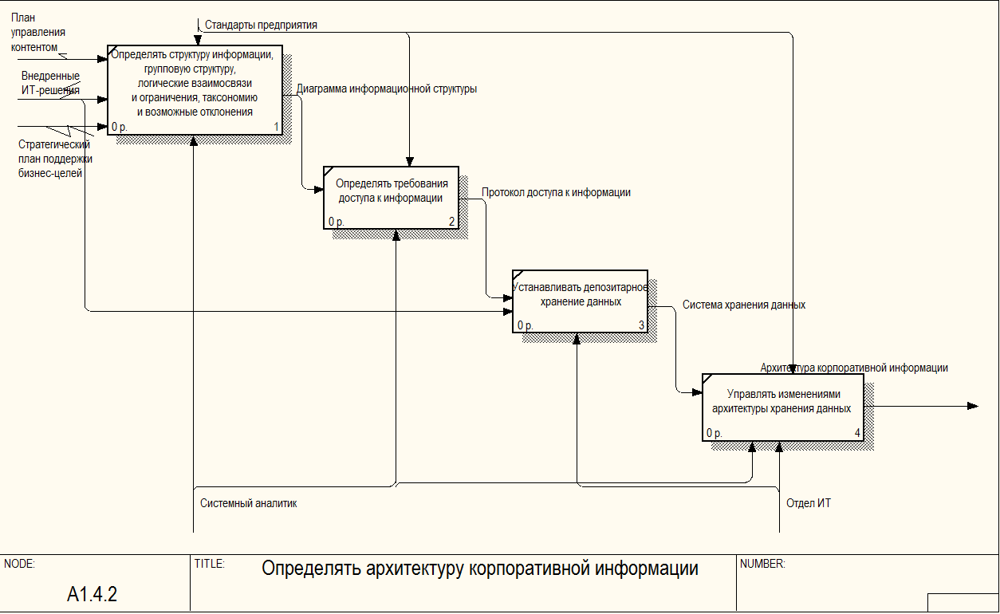 План
управления
контентом
Стандарты предприятия
Определять структуру информации,
групповую структуру,
логические взаимосвязи
и ограничения, таксономию
и возможные отклонения
0 р. 1
Внедренные
ИТ-решения
Диаграмма информационной структуры
Стратегический
план поддержки
бизнес-целей
Определять требования
доступа к информации
0 р. 2
Протокол доступа к информации
Устанавливать депозитарное
хранение данных
0 р. 3
Система хранения данных
Архитектура корпоративной информации
Управлять изменениями
архитектуры хранения данных
0 р. 4
Системный аналитик
Отдел ИТ
NODE:
A1.4.2
TITLE:
Определять архитектуру корпоративной информации
NUMBER: